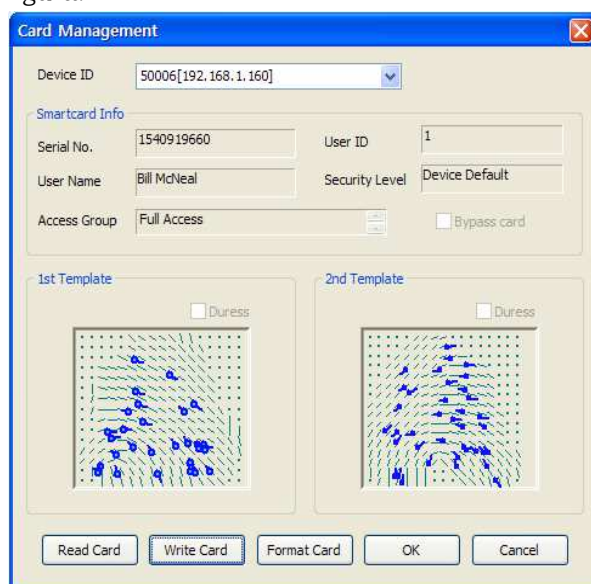 Card Management
Device ID 50006[192.168.1.160]
Smartcard Info
Serial No. 1540919660 User ID 1
User Name Bill McNeal Security Level Device Default
Access Group Full Access Bypass card
1st Template 2nd Template
Duress Duress
Read Card Write Card Format Card OK Cancel